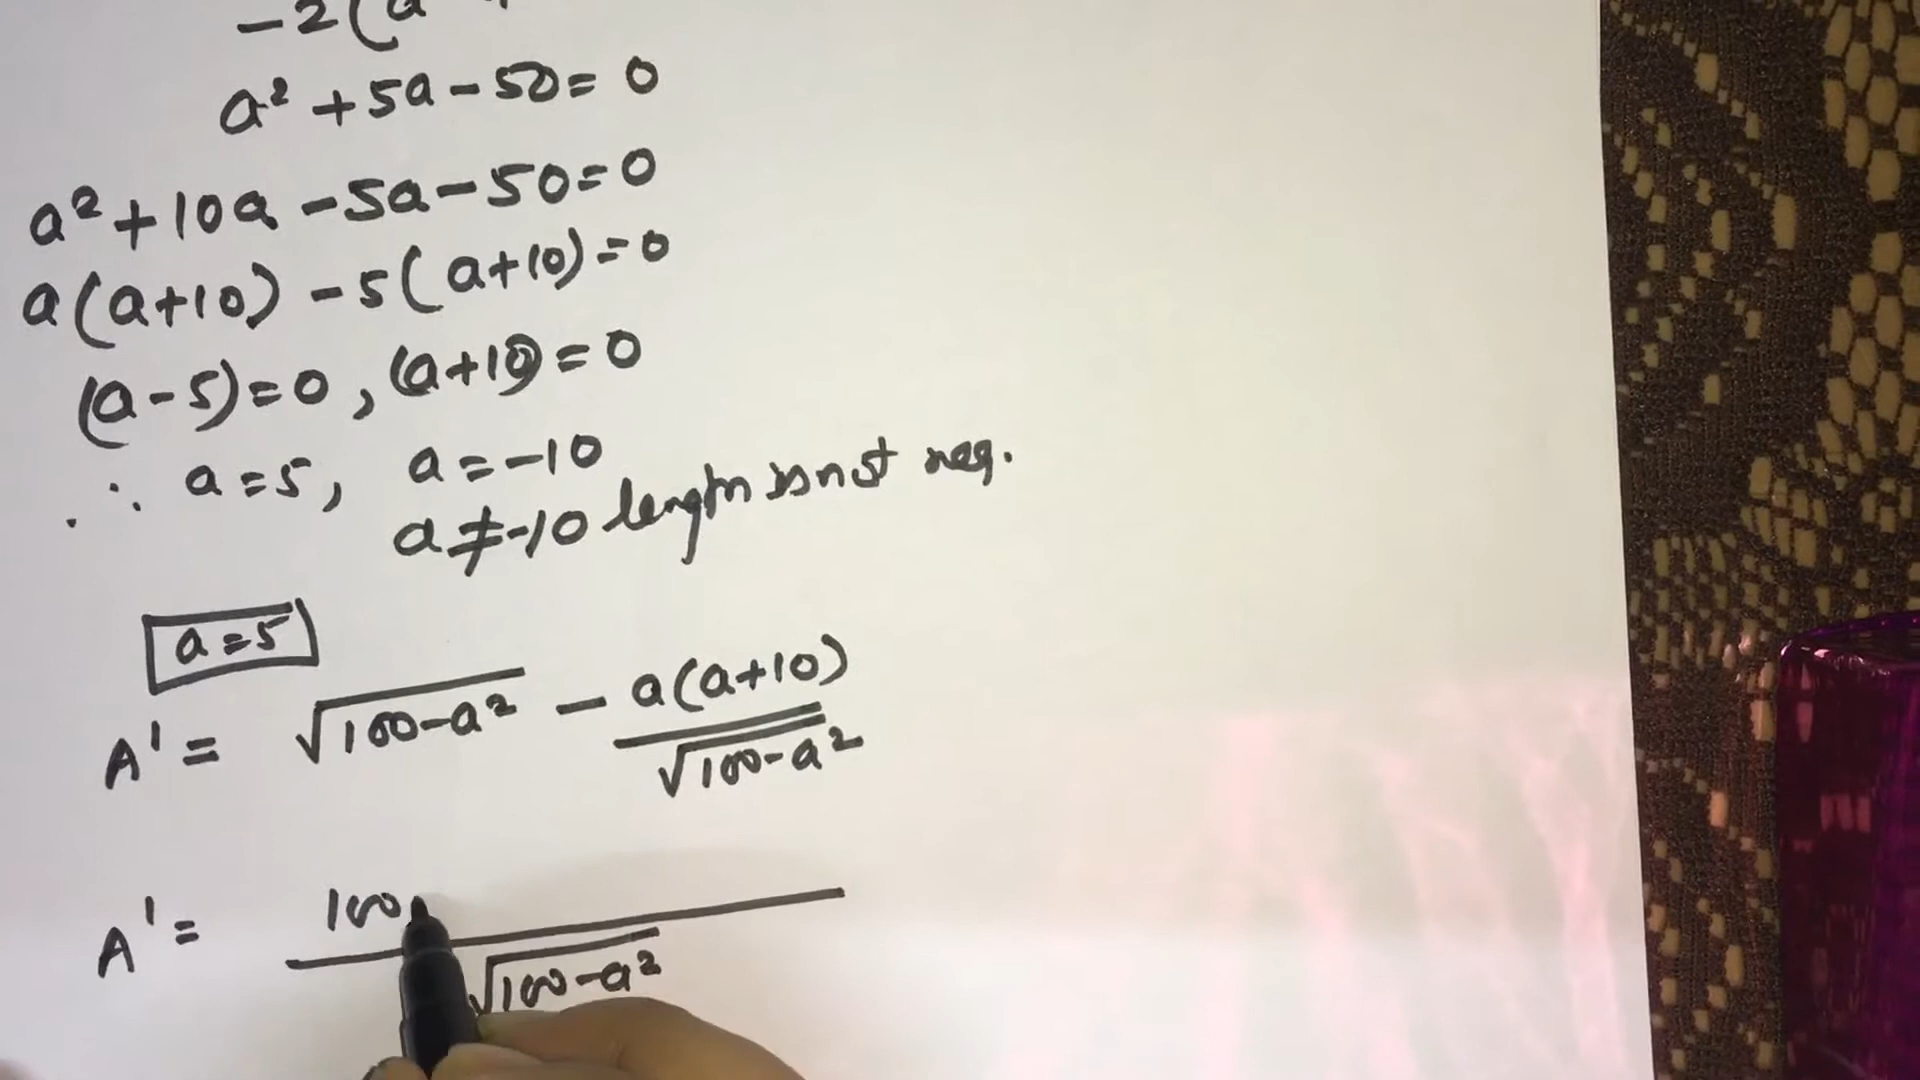 -2(a
a² + 5a - 50 = 0
a² + 10a - 5a - 50 = 0
a(a+10) - 5(a+10) = 0
(a-5) = 0, (a+10) = 0
∴ a = 5, a = -10
a ≠ -10 length is not neg.
a = 5
A' = √(100-a²) - a(a+10)/√(100-a²)
A' = 100/√(100-a²)